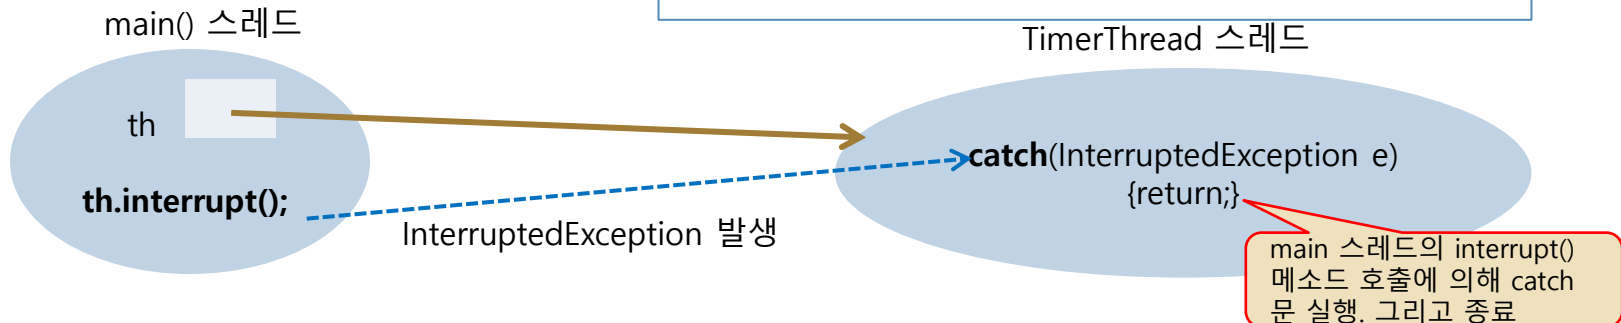 main() 스레드
TimerThread 스레드
th
th.interrupt();
InterruptedException 발생
catch(InterruptedException e)
{return;}
main 스레드의 interrupt()
메소드 호출에 의해 catch
문 실행. 그리고 종료